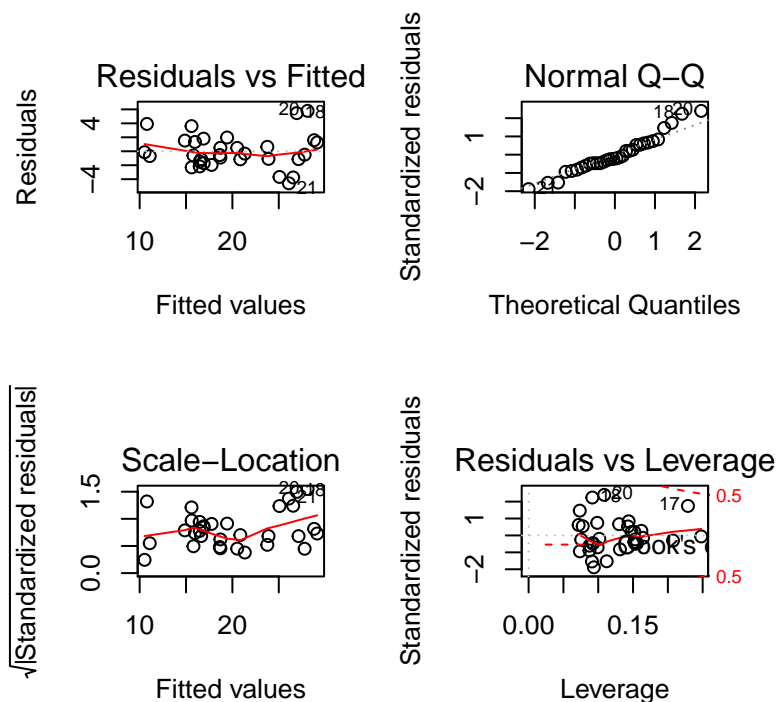 Residuals vs Fitted
Residuals
4
−4
20
18
21
10
20
Fitted values
Normal Q−Q
Standardized residuals
1
−2
18
20
21
−2
0
1
2
Theoretical Quantiles
Scale−Location
√|Standardized residuals|
1.5
0.0
20
18
21
10
20
Fitted values
Residuals vs Leverage
Standardized residuals
1
−2
18
20
17
0.5
0.5
0.00
0.15
Leverage